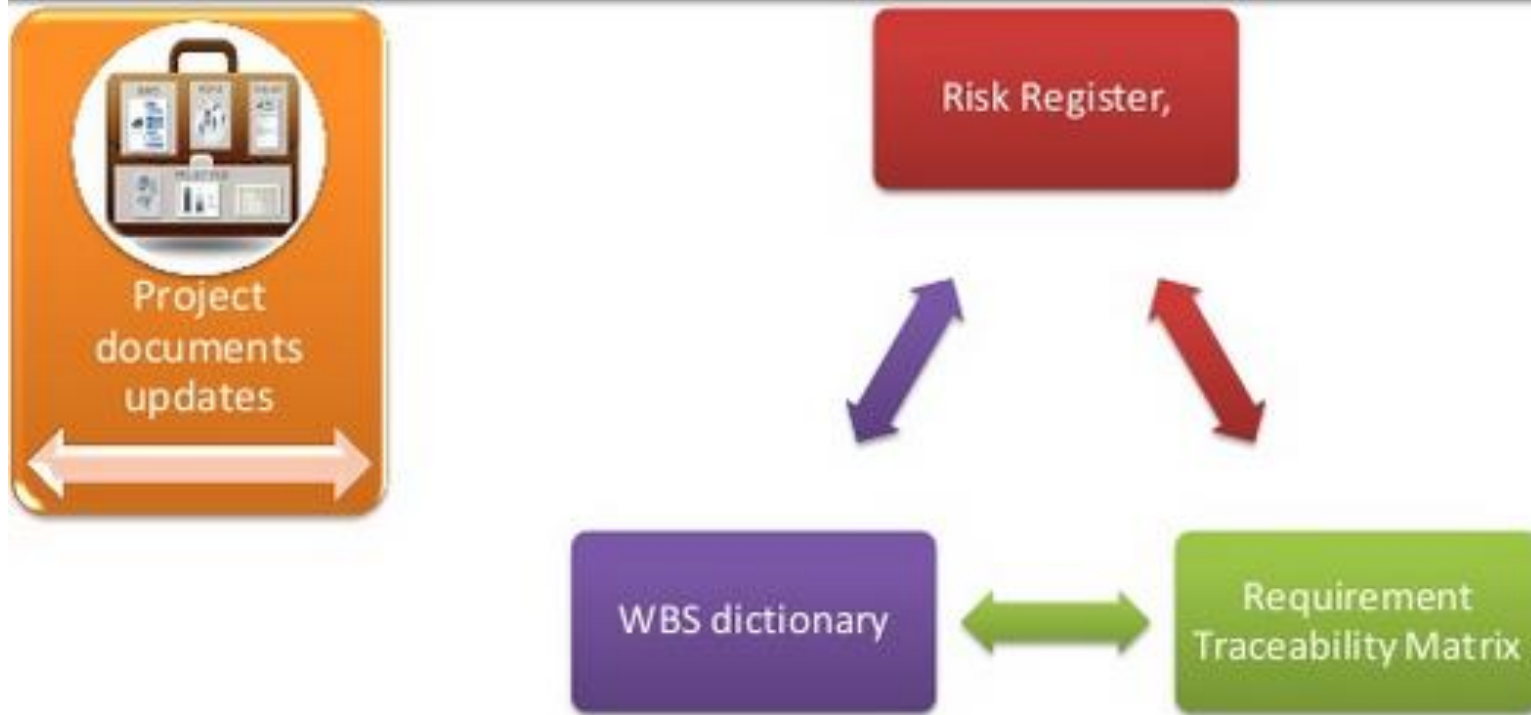 Project
documents
updates
Risk Register,
WBS dictionary
Requirement
Traceability Matrix